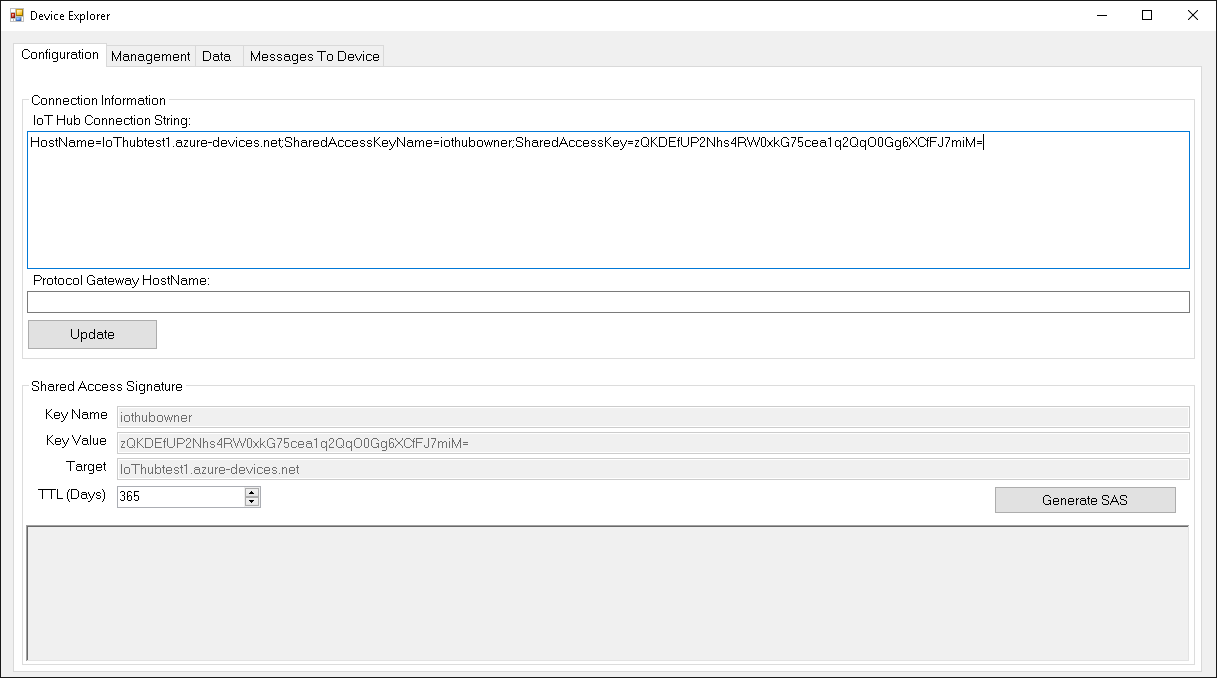 Device Explorer
Configuration Management Data Messages To Device
Connection Information
IoT Hub Connection String:
HostName=IoThubtest1.azure-devices.net;SharedAccessKeyName=iothubowner;SharedAccessKey=zQKDEfUP2Nhs4RW0xkG75cea1q2QqO0Gg6XCfFJ7miM=
Protocol Gateway HostName:
Update
Shared Access Signature
Key Name iothubowner
Key Value zQKDEfUP2Nhs4RW0xkG75cea1q2QqO0Gg6XCfFJ7miM=
Target IoThubtest1.azure-devices.net
TTL (Days) 365
Generate SAS